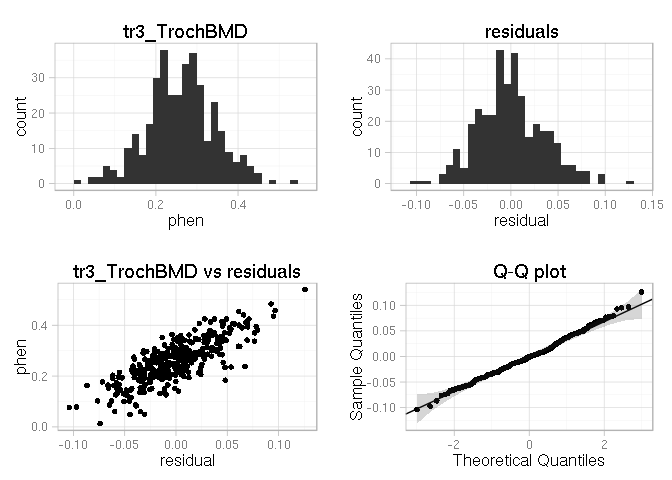 tr3_TrochBMD
count
30
20
10
0
0.0 0.2 0.4
phen
residuals
count
40
30
20
10
0
-0.10 -0.05 0.00 0.05 0.10 0.15
residual
tr3_TrochBMD vs residuals
phen
0.4
0.2
0.0
-0.10 -0.05 0.00 0.05 0.10
residual
Q-Q plot
Sample Quantiles
0.10
0.05
0.00
-0.05
-0.10
-2 0 2
Theoretical Quantiles